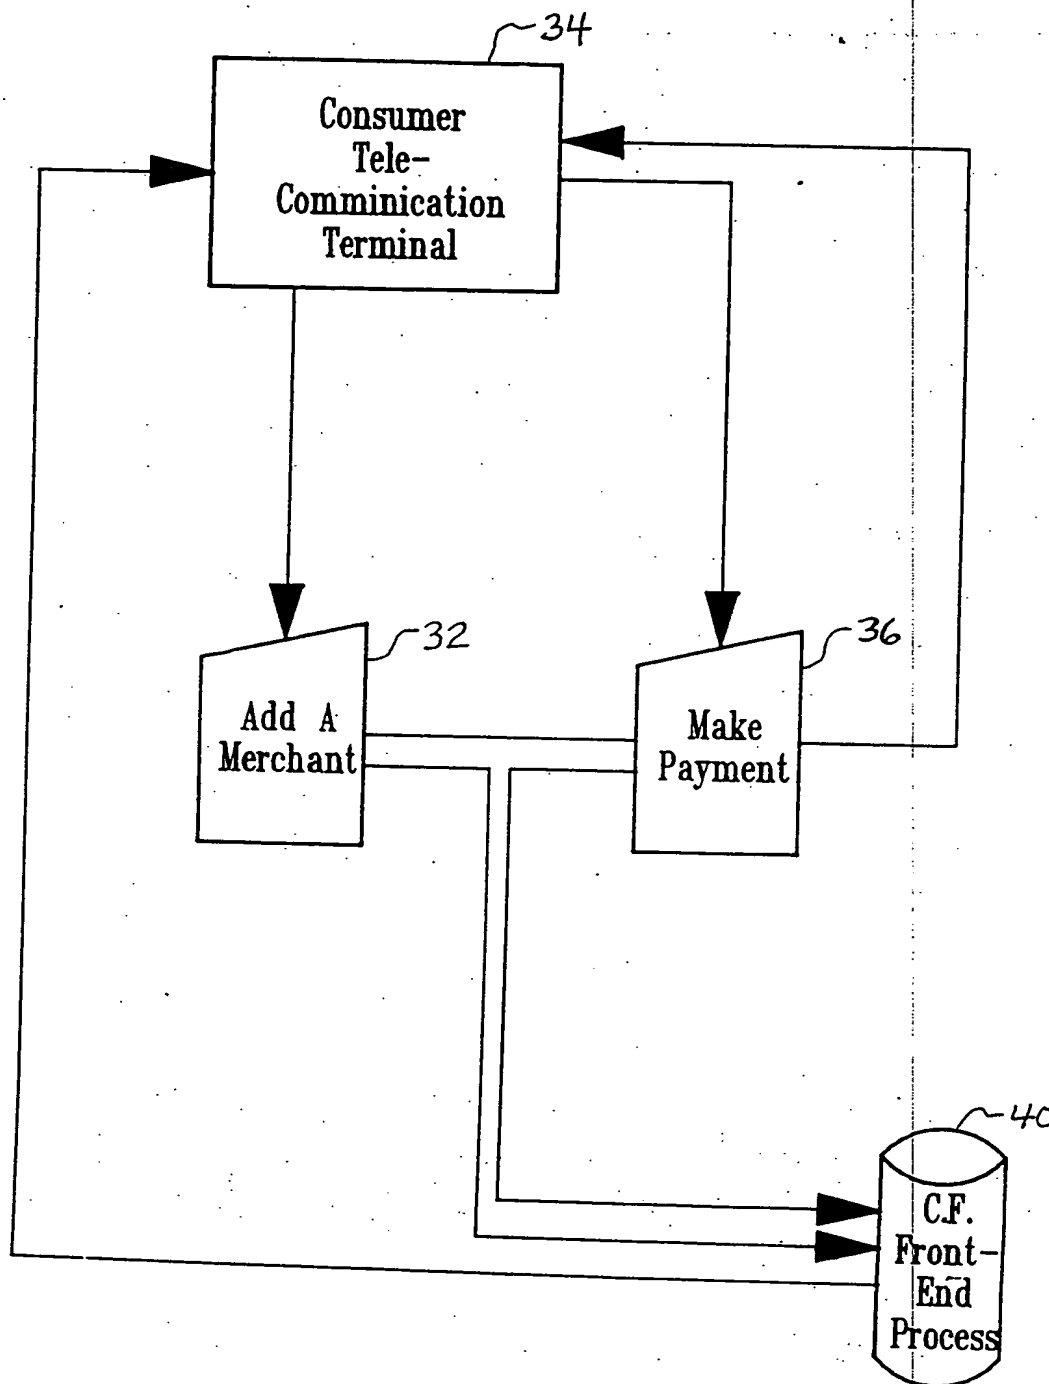 34
Consumer
Tele-
Comminication
Terminal
32
36
Add A
Merchant
Make
Payment
40
C.F.
Front-
End
Process